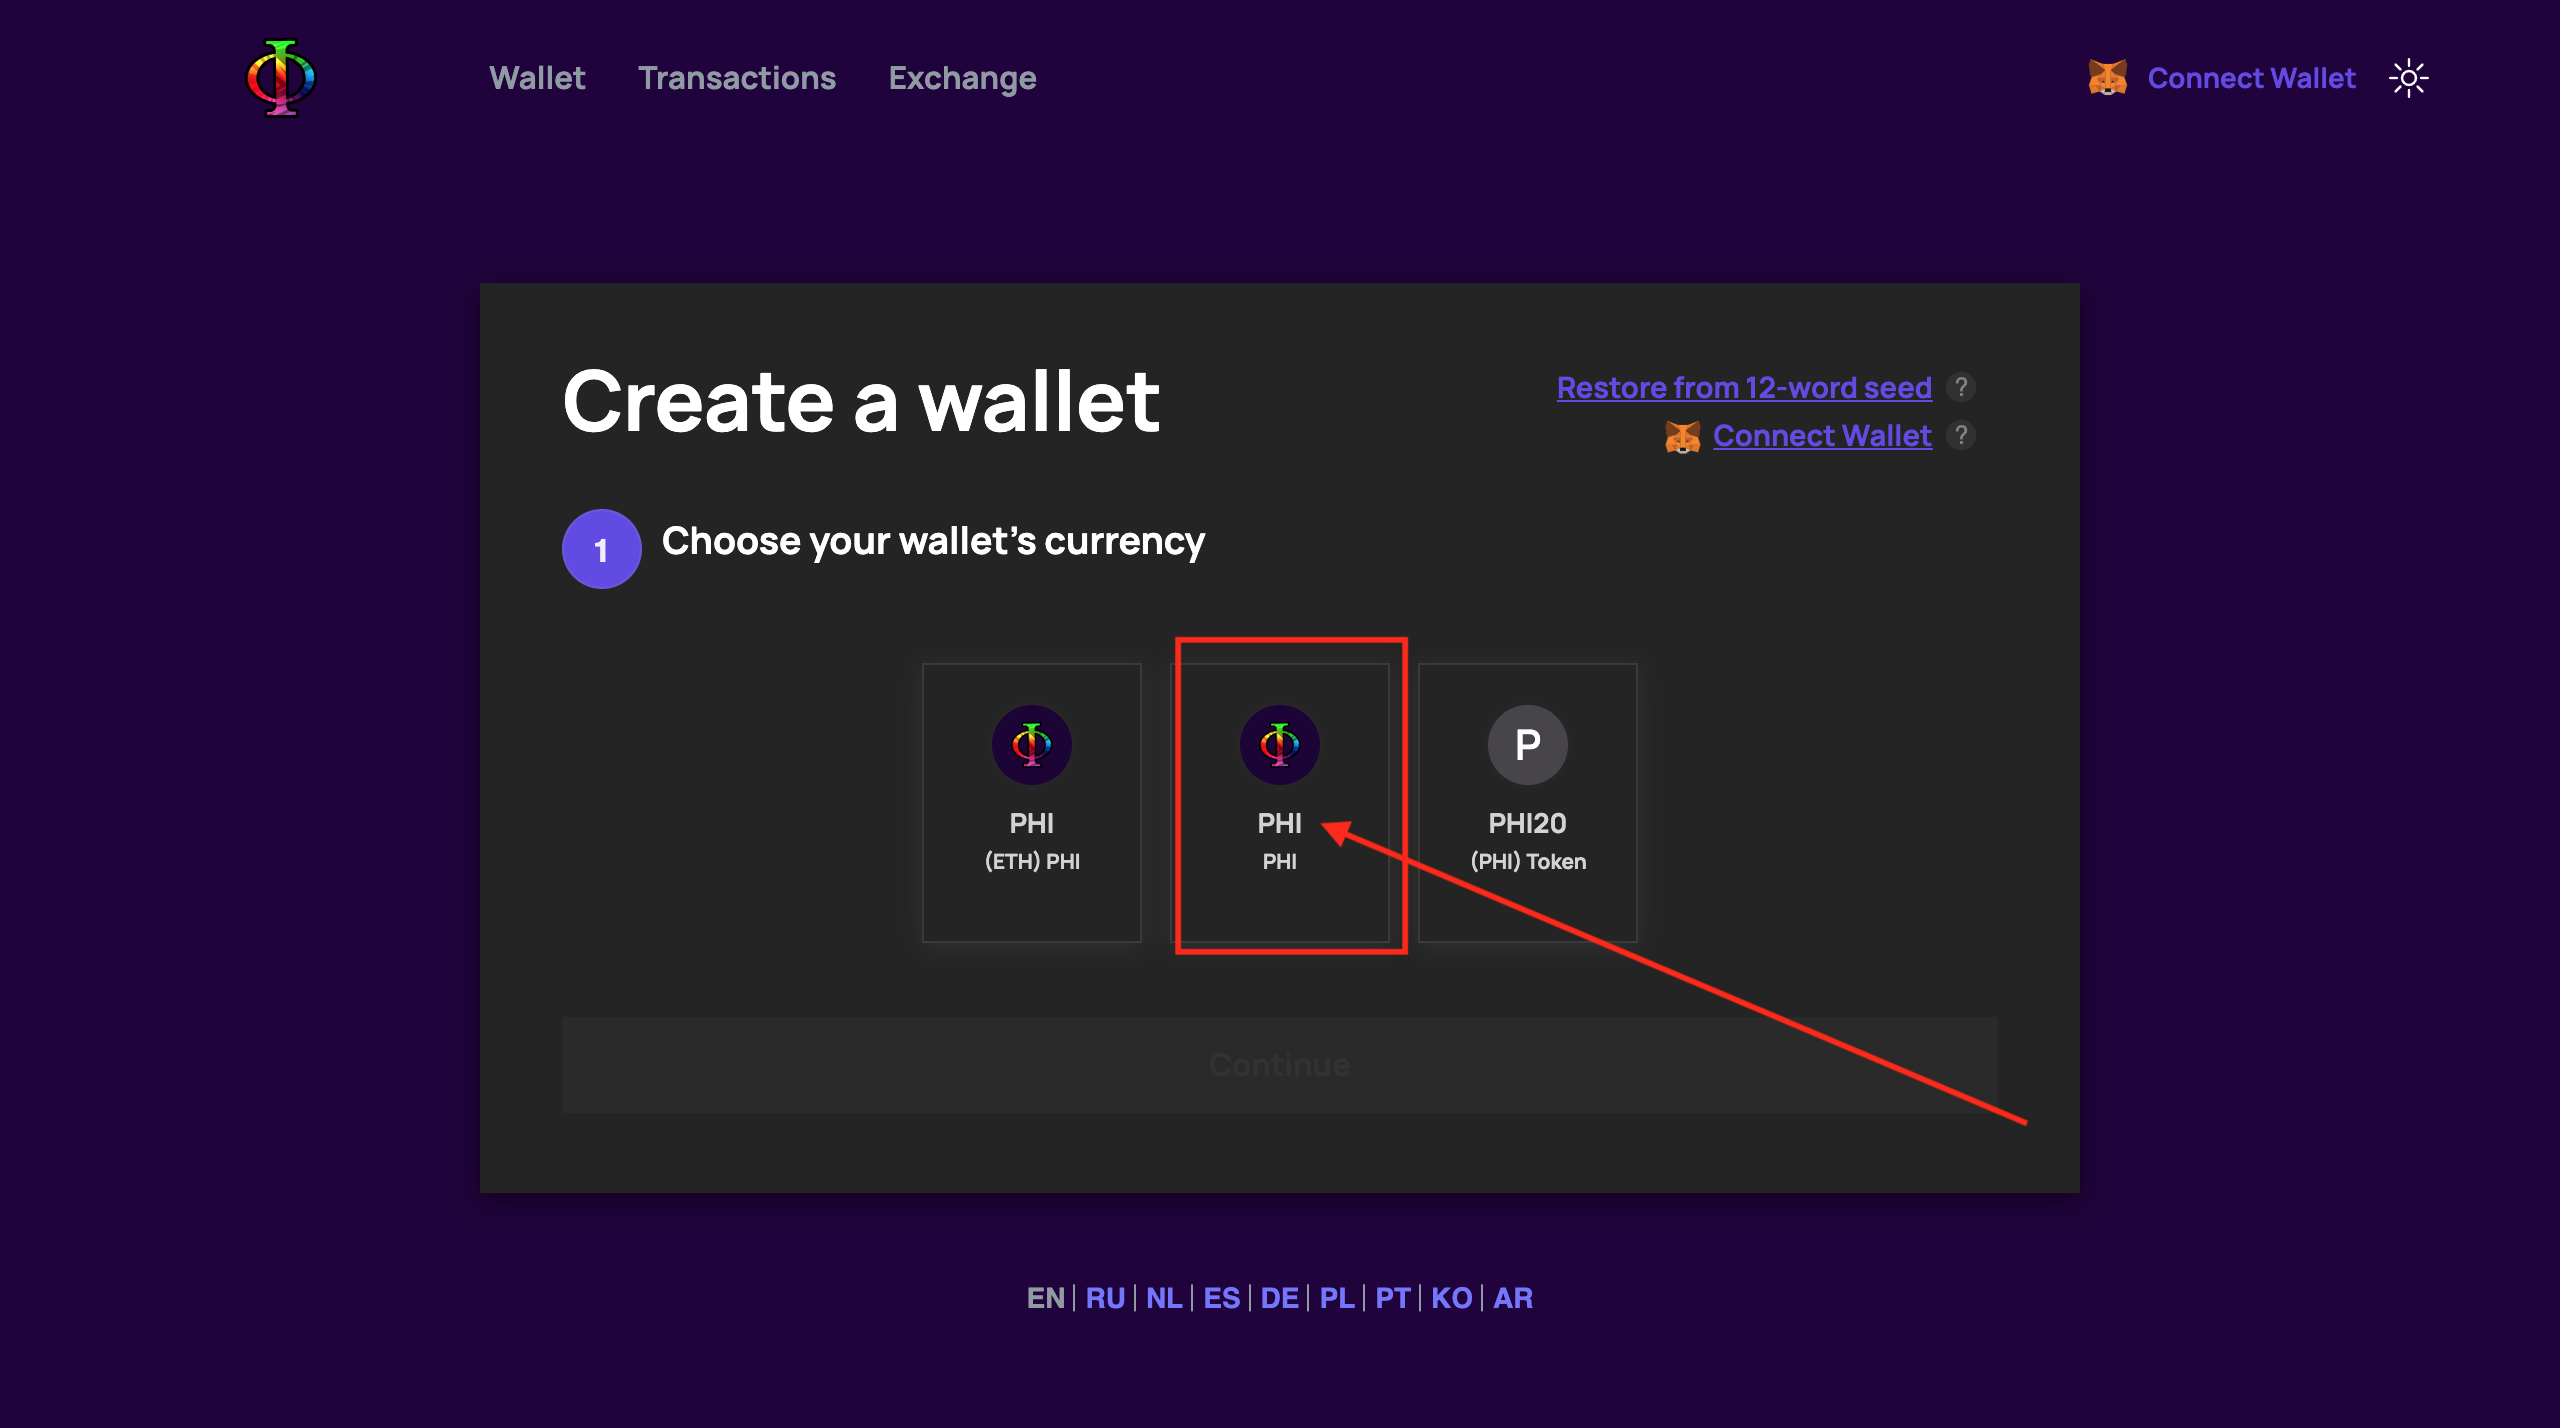 Wallet Transactions Exchange Connect Wallet
Create a wallet
Restore from 12-word seed ?
Connect Wallet ?
1 Choose your wallet's currency
PHI
(ETH) PHI
PHI
PHI
P
PHI20
(PHI) Token
Continue
EN | RU | NL | ES | DE | PL | PT | KO | AR